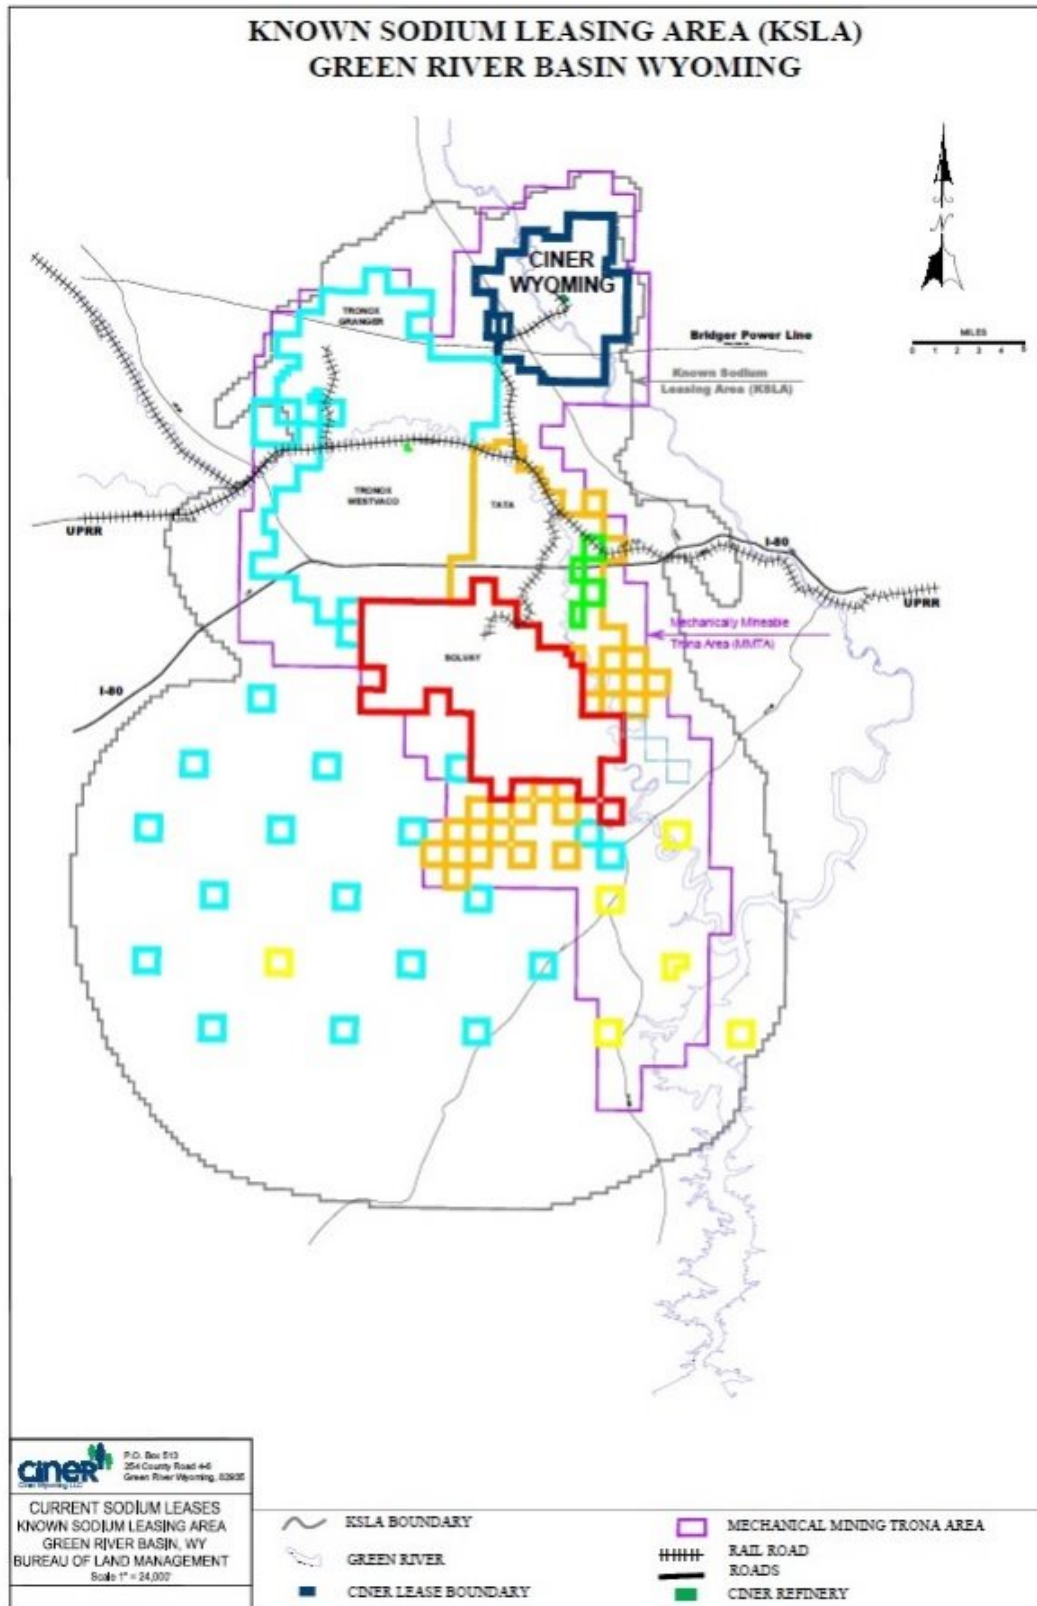 KNOWN SODIUM LEASING AREA (KSLA)
GREEN RIVER BASIN WYOMING
CINER
WYOMING
TRONOX
GRANGER
MILES
0 1 2 3 4 5
Bridger Power Line
Known Sodium
Leasing Area (KSLA)
TRONOX
WESTVACO
TATA
UPRR
I-80
UPRR
Mechanically Mineable
Trona Area (MMTA)
SOLVAY
I-80
CINER
Ciner Wyoming LLC
P.O. Box 513
254 County Road 4-6
Green River Wyoming, 82935
CURRENT SODIUM LEASES
KNOWN SODIUM LEASING AREA
GREEN RIVER BASIN, WY
BUREAU OF LAND MANAGEMENT
Scale 1" = 24,000'
KSLA BOUNDARY
GREEN RIVER
CINER LEASE BOUNDARY
MECHANICAL MINING TRONA AREA
RAIL ROAD
ROADS
CINER REFINERY